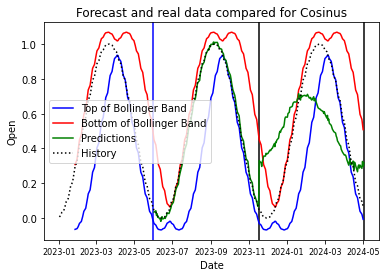 Forecast and real data compared for Cosinus
1.0
0.8
0.6
0.4
0.2
0.0
Open
Top of Bollinger Band
Bottom of Bollinger Band
Predictions
History
2023-01 2023-03 2023-05 2023-07 2023-09 2023-11 2024-01 2024-03 2024-05
Date